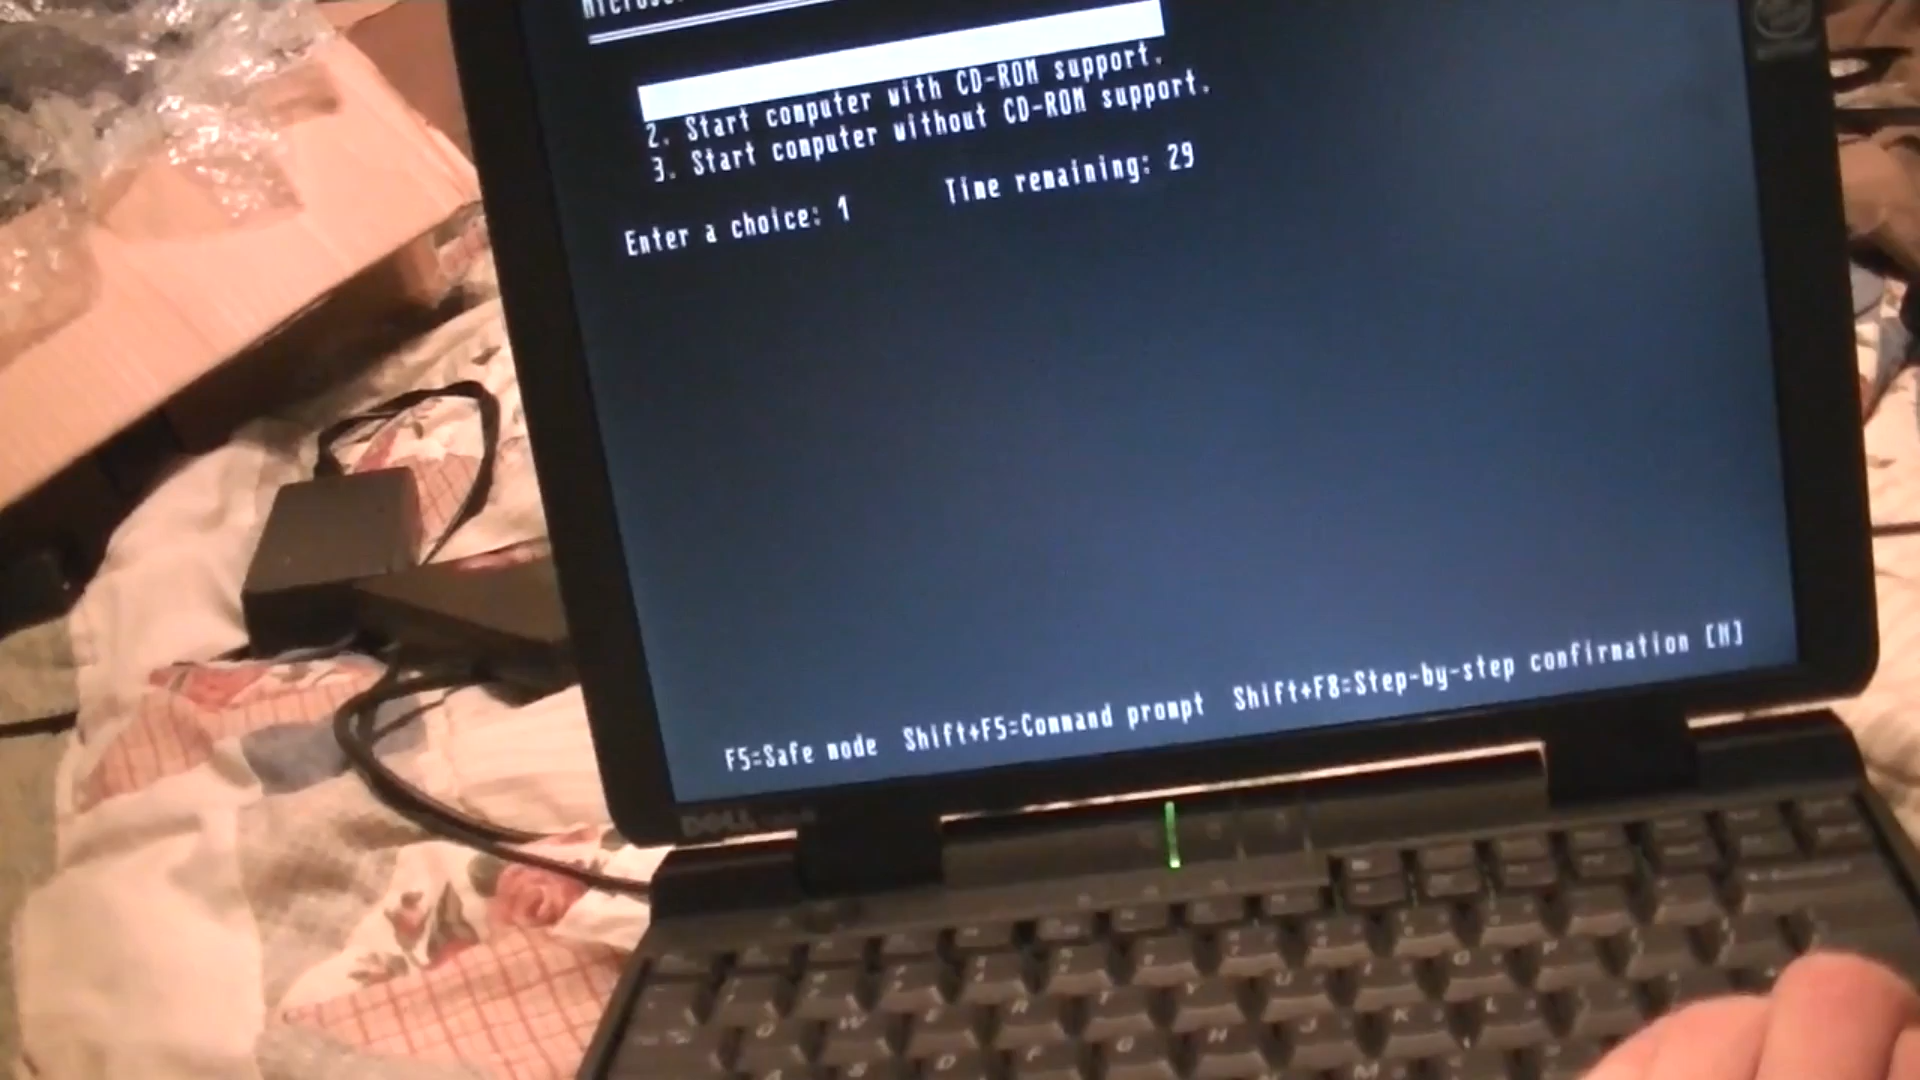 2. Start computer with CD-ROM support.
3. Start computer without CD-ROM support.
Enter a choice: 1 Time remaining: 29
F5=Safe mode Shift+F5=Command prompt Shift+F8=Step-by-step confirmation [N]
DELL